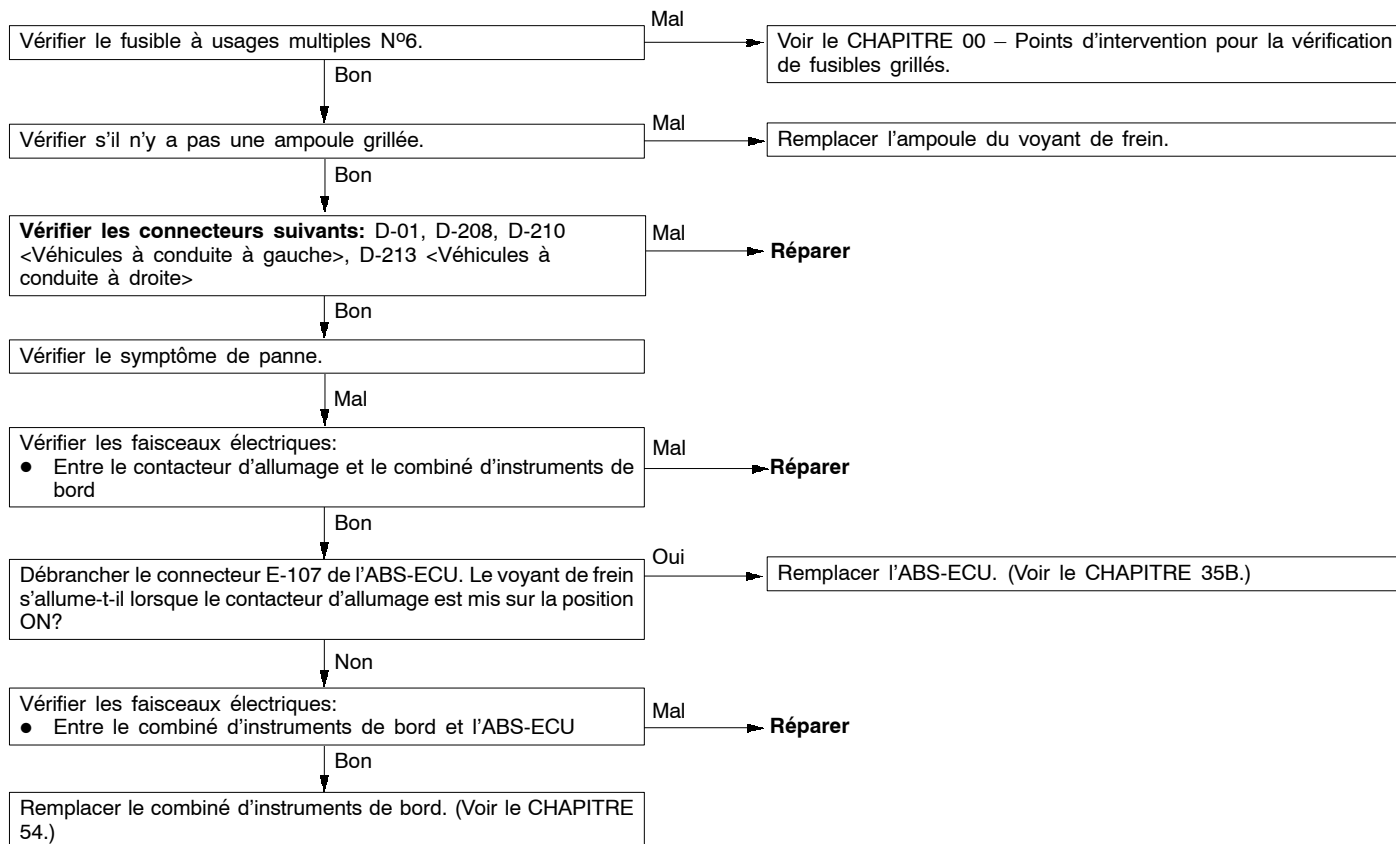 Vérifier le fusible à usages multiples Nº6.
Mal
Voir le CHAPITRE 00 – Points d'intervention pour la vérification
de fusibles grillés.
Bon
Vérifier s'il n'y a pas une ampoule grillée.
Mal
Remplacer l'ampoule du voyant de frein.
Bon
Vérifier les connecteurs suivants: D-01, D-208, D-210
<Véhicules à conduite à gauche>, D-213 <Véhicules à
conduite à droite>
Mal
Réparer
Bon
Vérifier le symptôme de panne.
Mal
Vérifier les faisceaux électriques:
● Entre le contacteur d'allumage et le combiné d'instruments de
bord
Mal
Réparer
Bon
Débrancher le connecteur E-107 de l'ABS-ECU. Le voyant de frein
s'allume-t-il lorsque le contacteur d'allumage est mis sur la position
ON?
Oui
Remplacer l'ABS-ECU. (Voir le CHAPITRE 35B.)
Non
Vérifier les faisceaux électriques:
● Entre le combiné d'instruments de bord et l'ABS-ECU
Mal
Réparer
Bon
Remplacer le combiné d'instruments de bord. (Voir le CHAPITRE
54.)